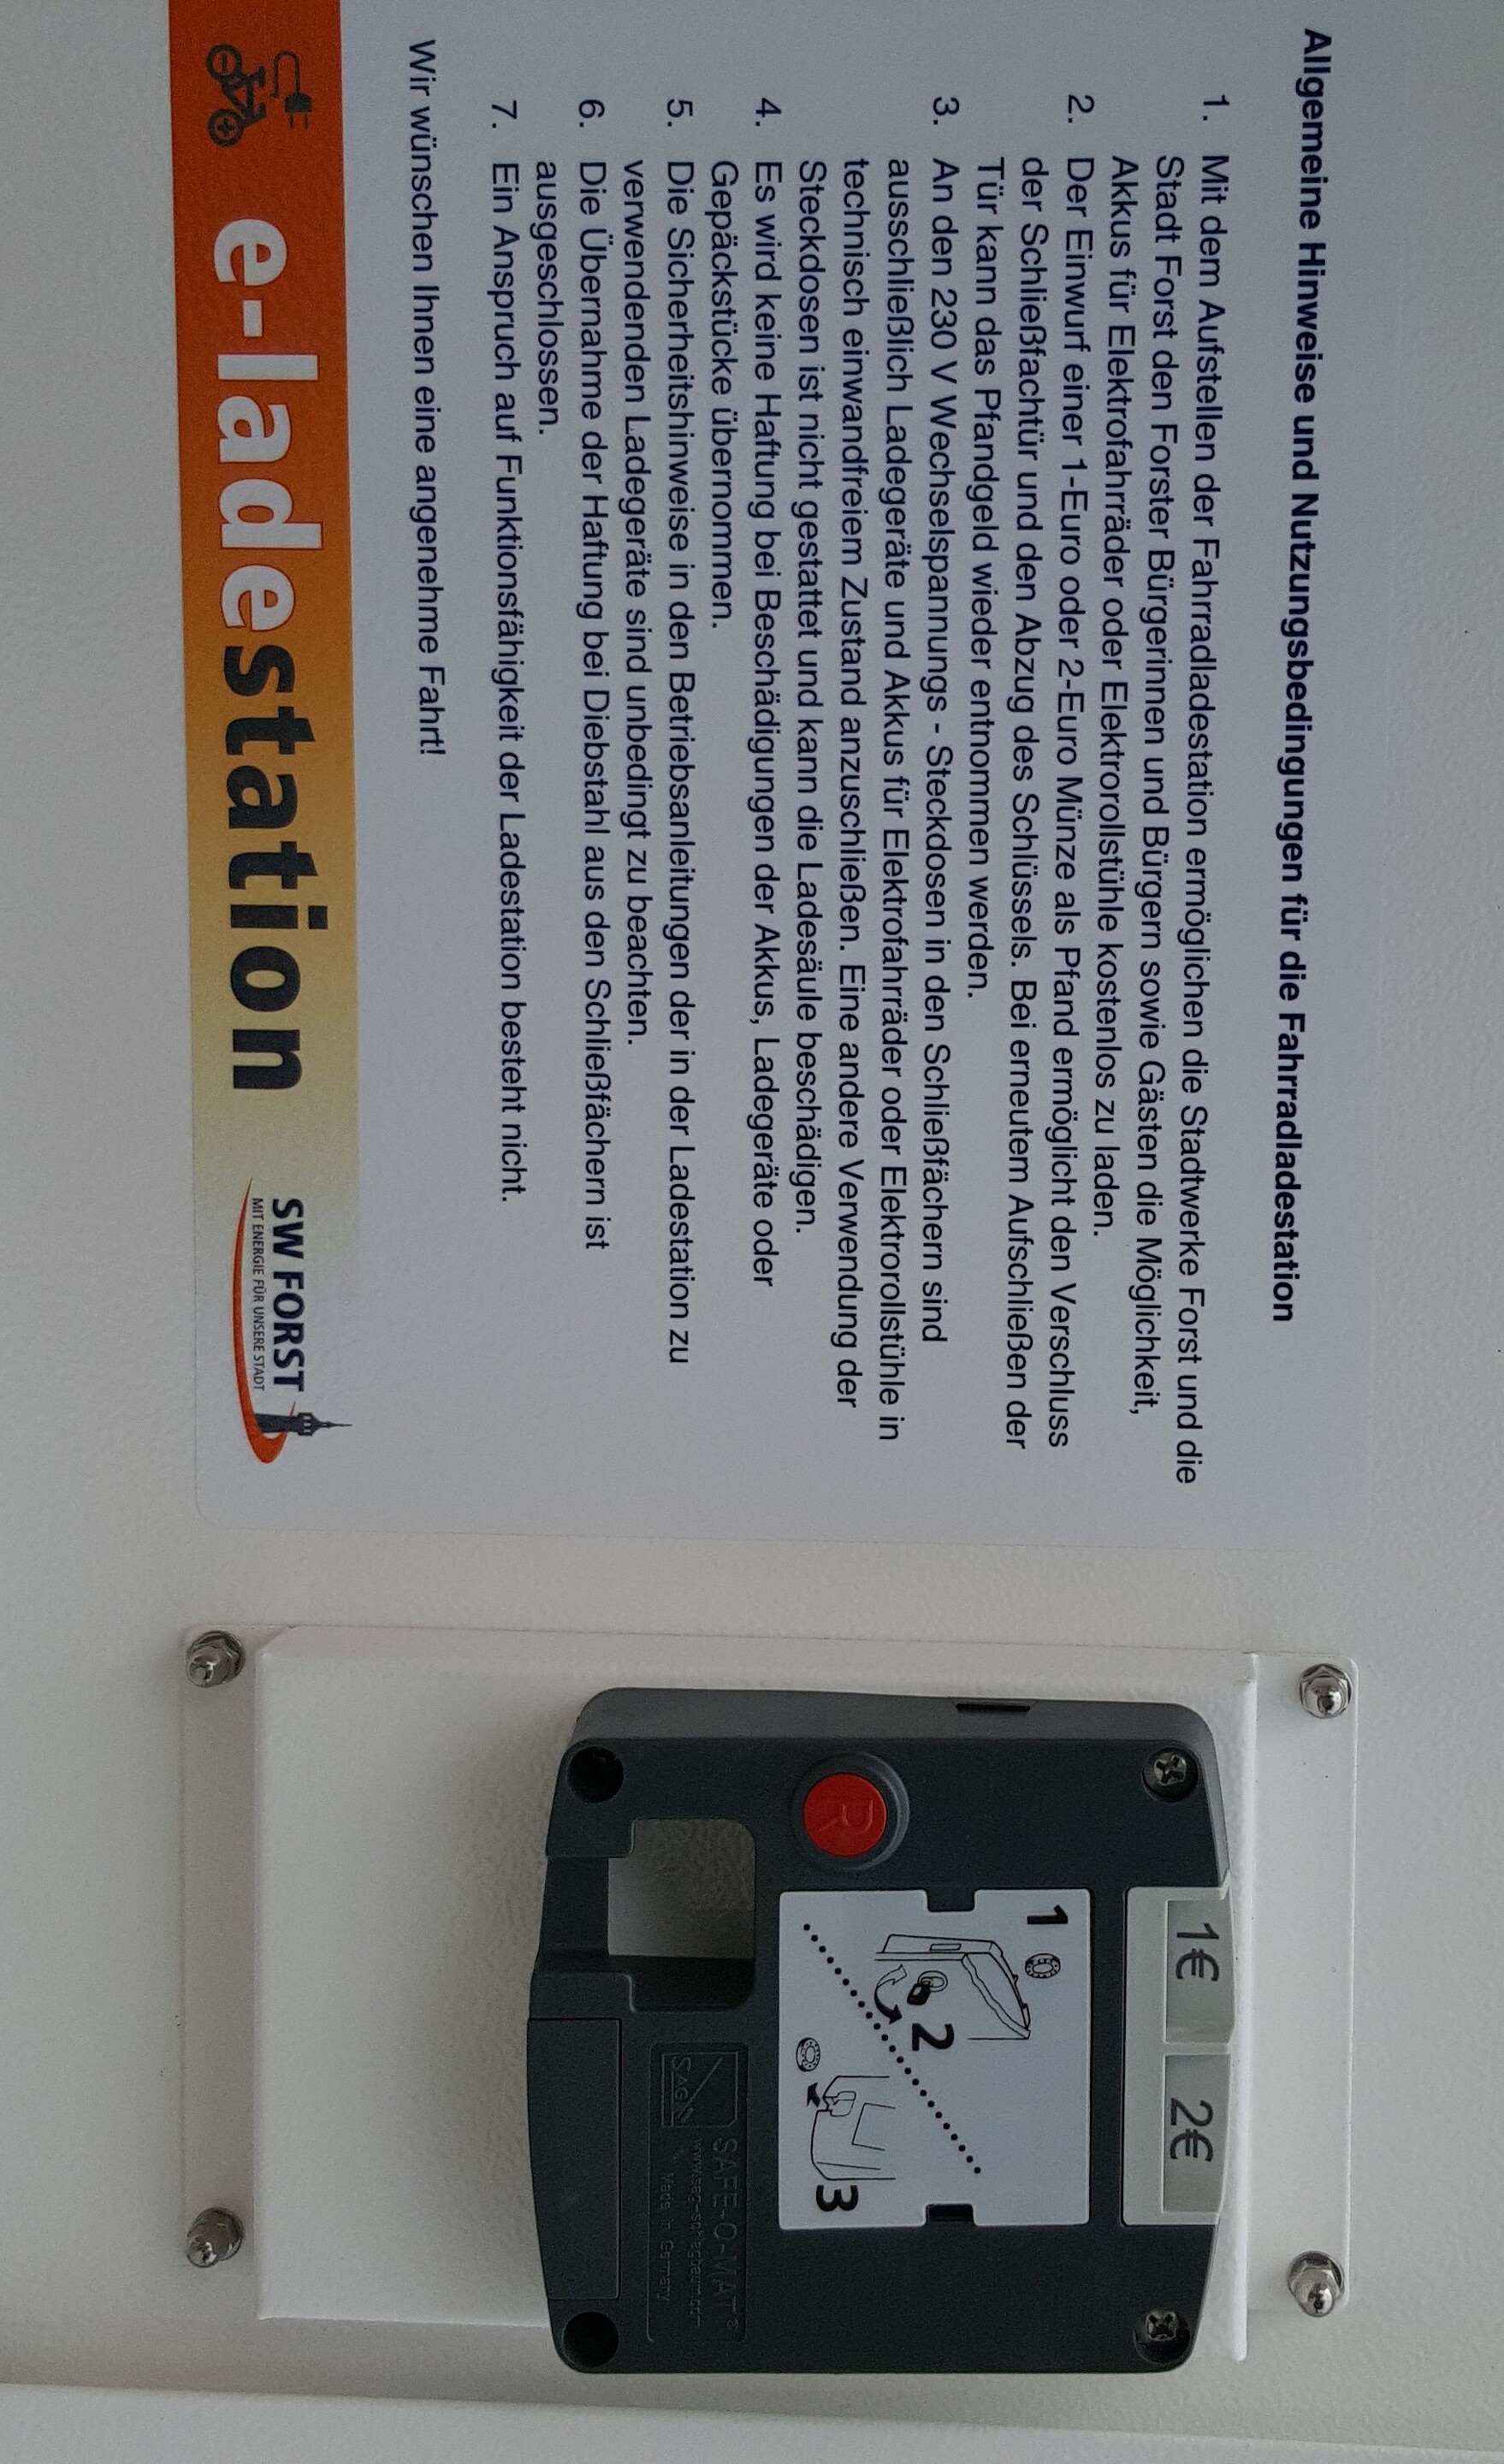 Allgemeine Hinweise und Nutzungsbedingungen für die Fahrradladestation
1. Mit dem Aufstellen der Fahrradladestation ermöglichen die Stadtwerke Forst und die
Stadt Forst den Forster Bürgerinnen und Bürgern sowie Gästen die Möglichkeit,
Akkus für Elektrofahrräder oder Elektrorollstühle kostenlos zu laden.
2. Der Einwurf einer 1-Euro oder 2-Euro Münze als Pfand ermöglicht den Verschluss
der Schließfachtür und den Abzug des Schlüssels. Bei erneutem Aufschließen der
Tür kann das Pfandgeld wieder entnommen werden.
3. An den 230 V Wechselspannungs - Steckdosen in den Schließfächern sind
ausschließlich Ladegeräte und Akkus für Elektrofahrräder oder Elektrorollstühle in
technisch einwandfreiem Zustand anzuschließen. Eine andere Verwendung der
Steckdosen ist nicht gestattet und kann die Ladesäule beschädigen.
4. Es wird keine Haftung bei Beschädigungen der Akkus, Ladegeräte oder
Gepäckstücke übernommen.
5. Die Sicherheitshinweise in den Betriebsanleitungen der in der Ladestation zu
verwendenden Ladegeräte sind unbedingt zu beachten.
6. Die Übernahme der Haftung bei Diebstahl aus den Schließfächern ist
ausgeschlossen.
7. Ein Anspruch auf Funktionsfähigkeit der Ladestation besteht nicht.
Wir wünschen Ihnen eine angenehme Fahrt!
e-ladestation
SW FORST
MIT ENERGIE FÜR UNSERE STADT
1€ 2€
1
2
3
R
SAFE-O-MAT®
www.sag-schlagbaum.com
SAG
Made in Germany